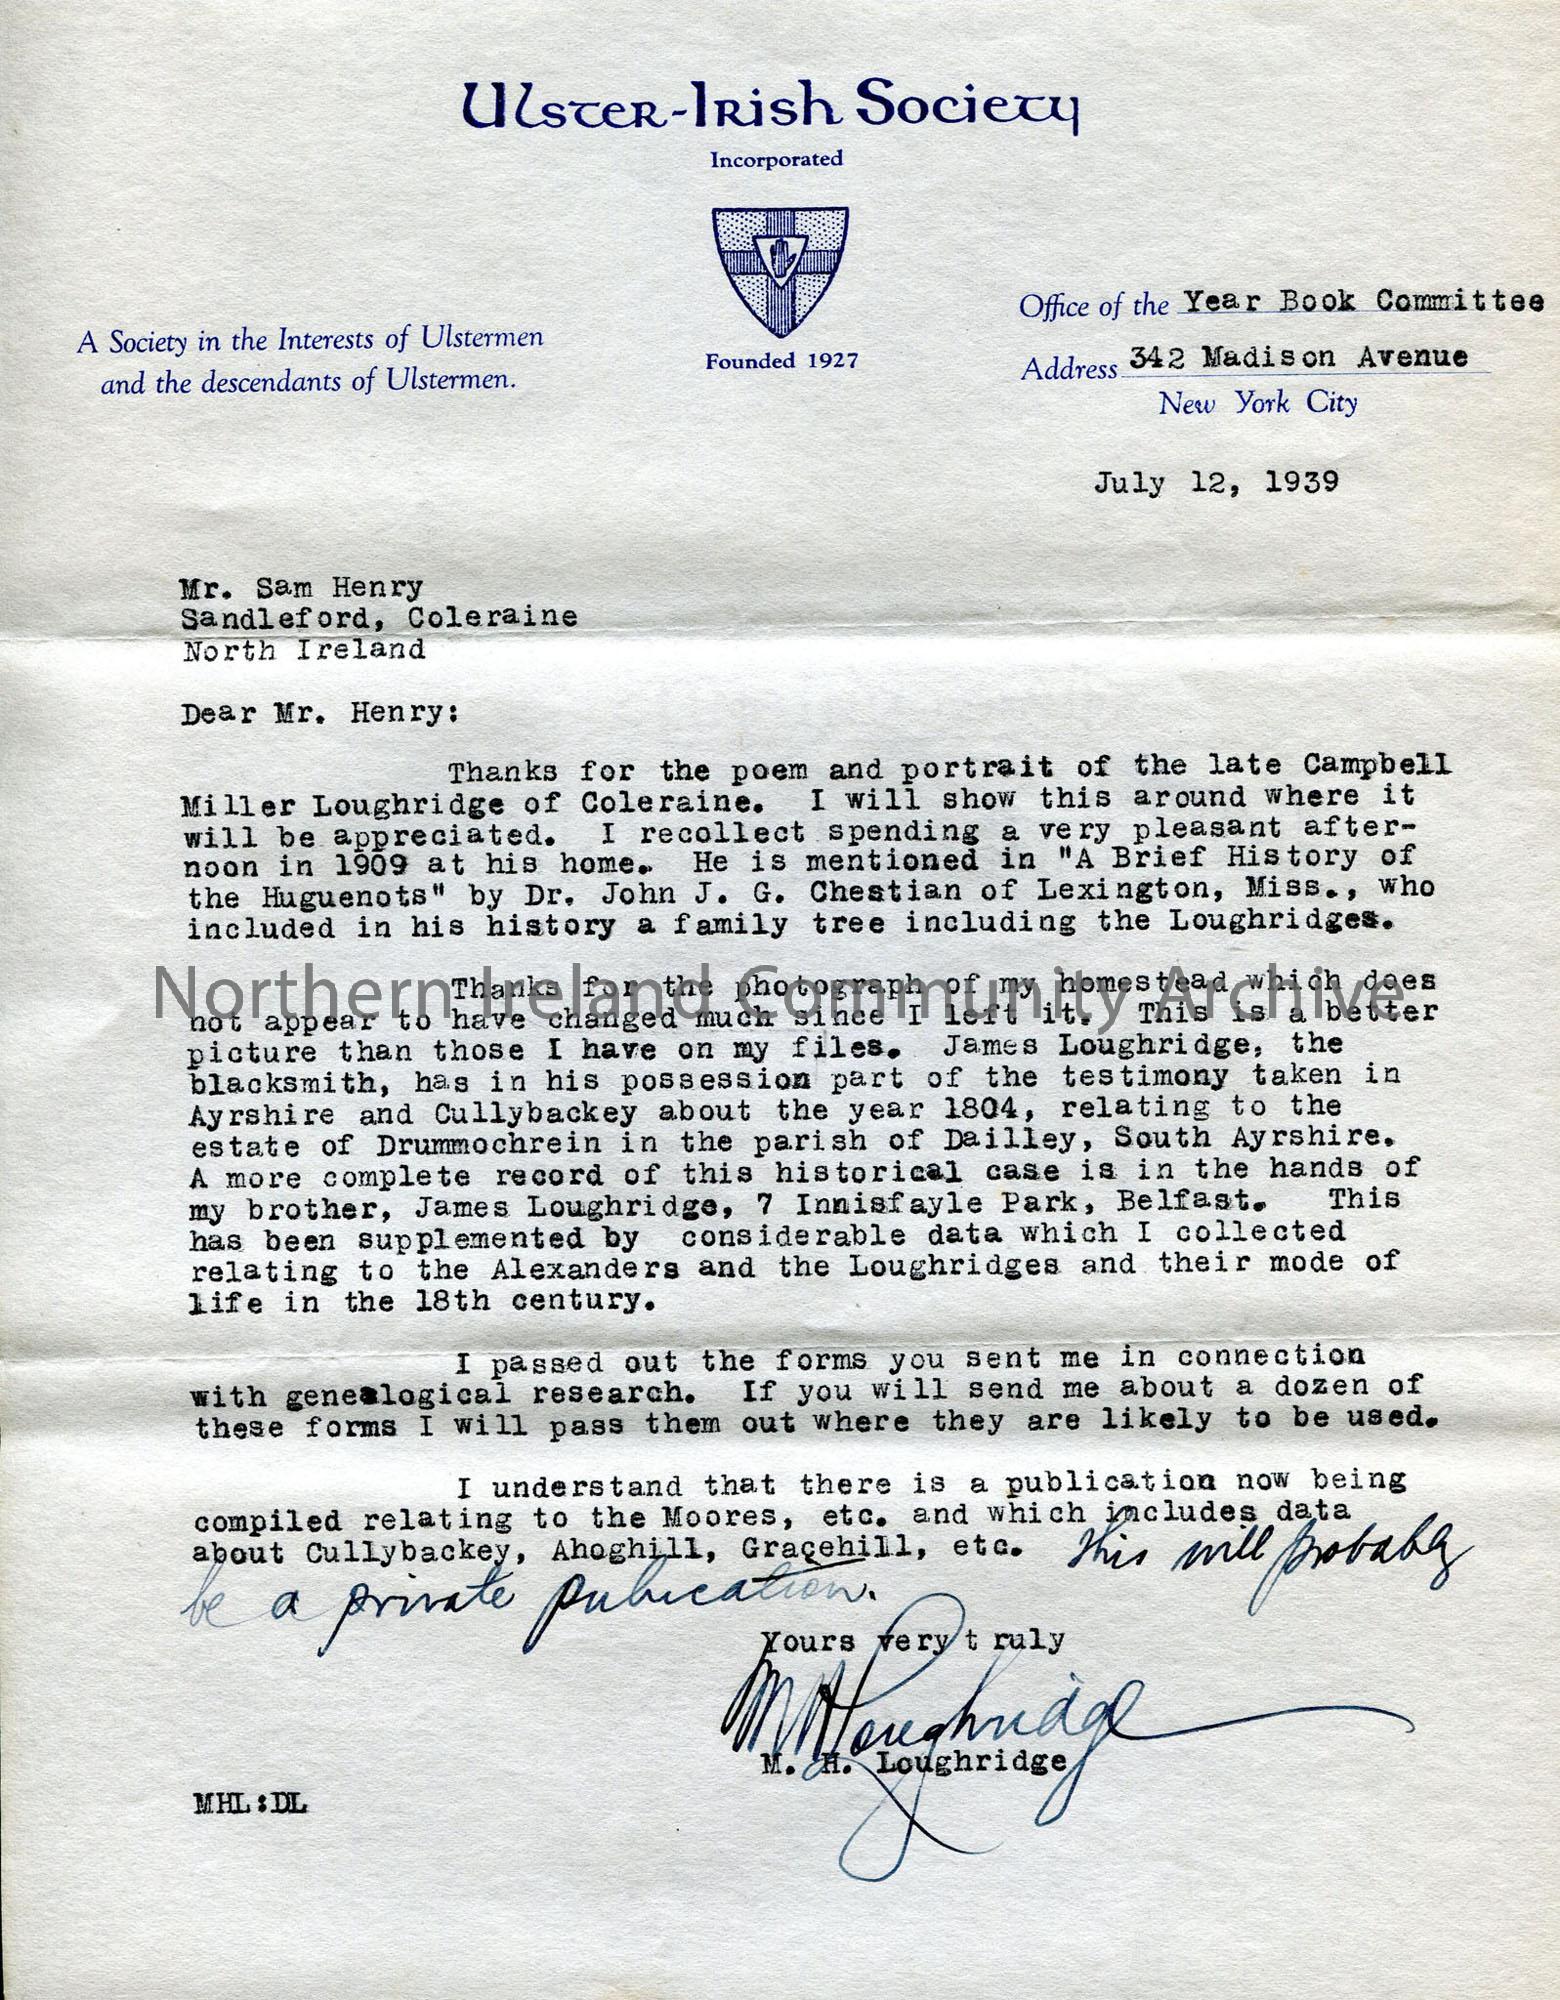 Ulster-Irish Society
Incorporated
Founded 1927
A Society in the Interests of Ulstermen
and the descendants of Ulstermen.
Office of the Year Book Committee
Address 342 Madison Avenue
New York City
July 12, 1939
Mr. Sam Henry
Sandleford, Coleraine
North Ireland
Dear Mr. Henry:
Thanks for the poem and portrait of the late Campbell
Miller Loughridge of Coleraine. I will show this around where it
will be appreciated. I recollect spending a very pleasant after-
noon in 1909 at his home. He is mentioned in "A Brief History of
the Huguenots" by Dr. John J. G. Chestian of Lexington, Miss., who
included in his history a family tree including the Loughridges.
Northern Ireland Community Archive
Thanks for the photograph of my homestead which does
not appear to have changed much since I left it. This is a better
picture than those I have on my files. James Loughridge, the
blacksmith, has in his possession part of the testimony taken in
Ayrshire and Cullybackey about the year 1804, relating to the
estate of Drummochrein in the parish of Dailley, South Ayrshire.
A more complete record of this historical case is in the hands of
my brother, James Loughridge, 7 Innisfayle Park, Belfast. This
has been supplemented by considerable data which I collected
relating to the Alexanders and the Loughridges and their mode of
life in the 18th century.
I passed out the forms you sent me in connection
with genealogical research. If you will send me about a dozen of
these forms I will pass them out where they are likely to be used.
I understand that there is a publication now being
compiled relating to the Moores, etc. and which includes data
about Cullybackey, Ahoghill, Gracehill, etc. This will probably
be a private publication.
Yours very t ruly
M H Loughridge
M. H. Loughridge
MHL:DL